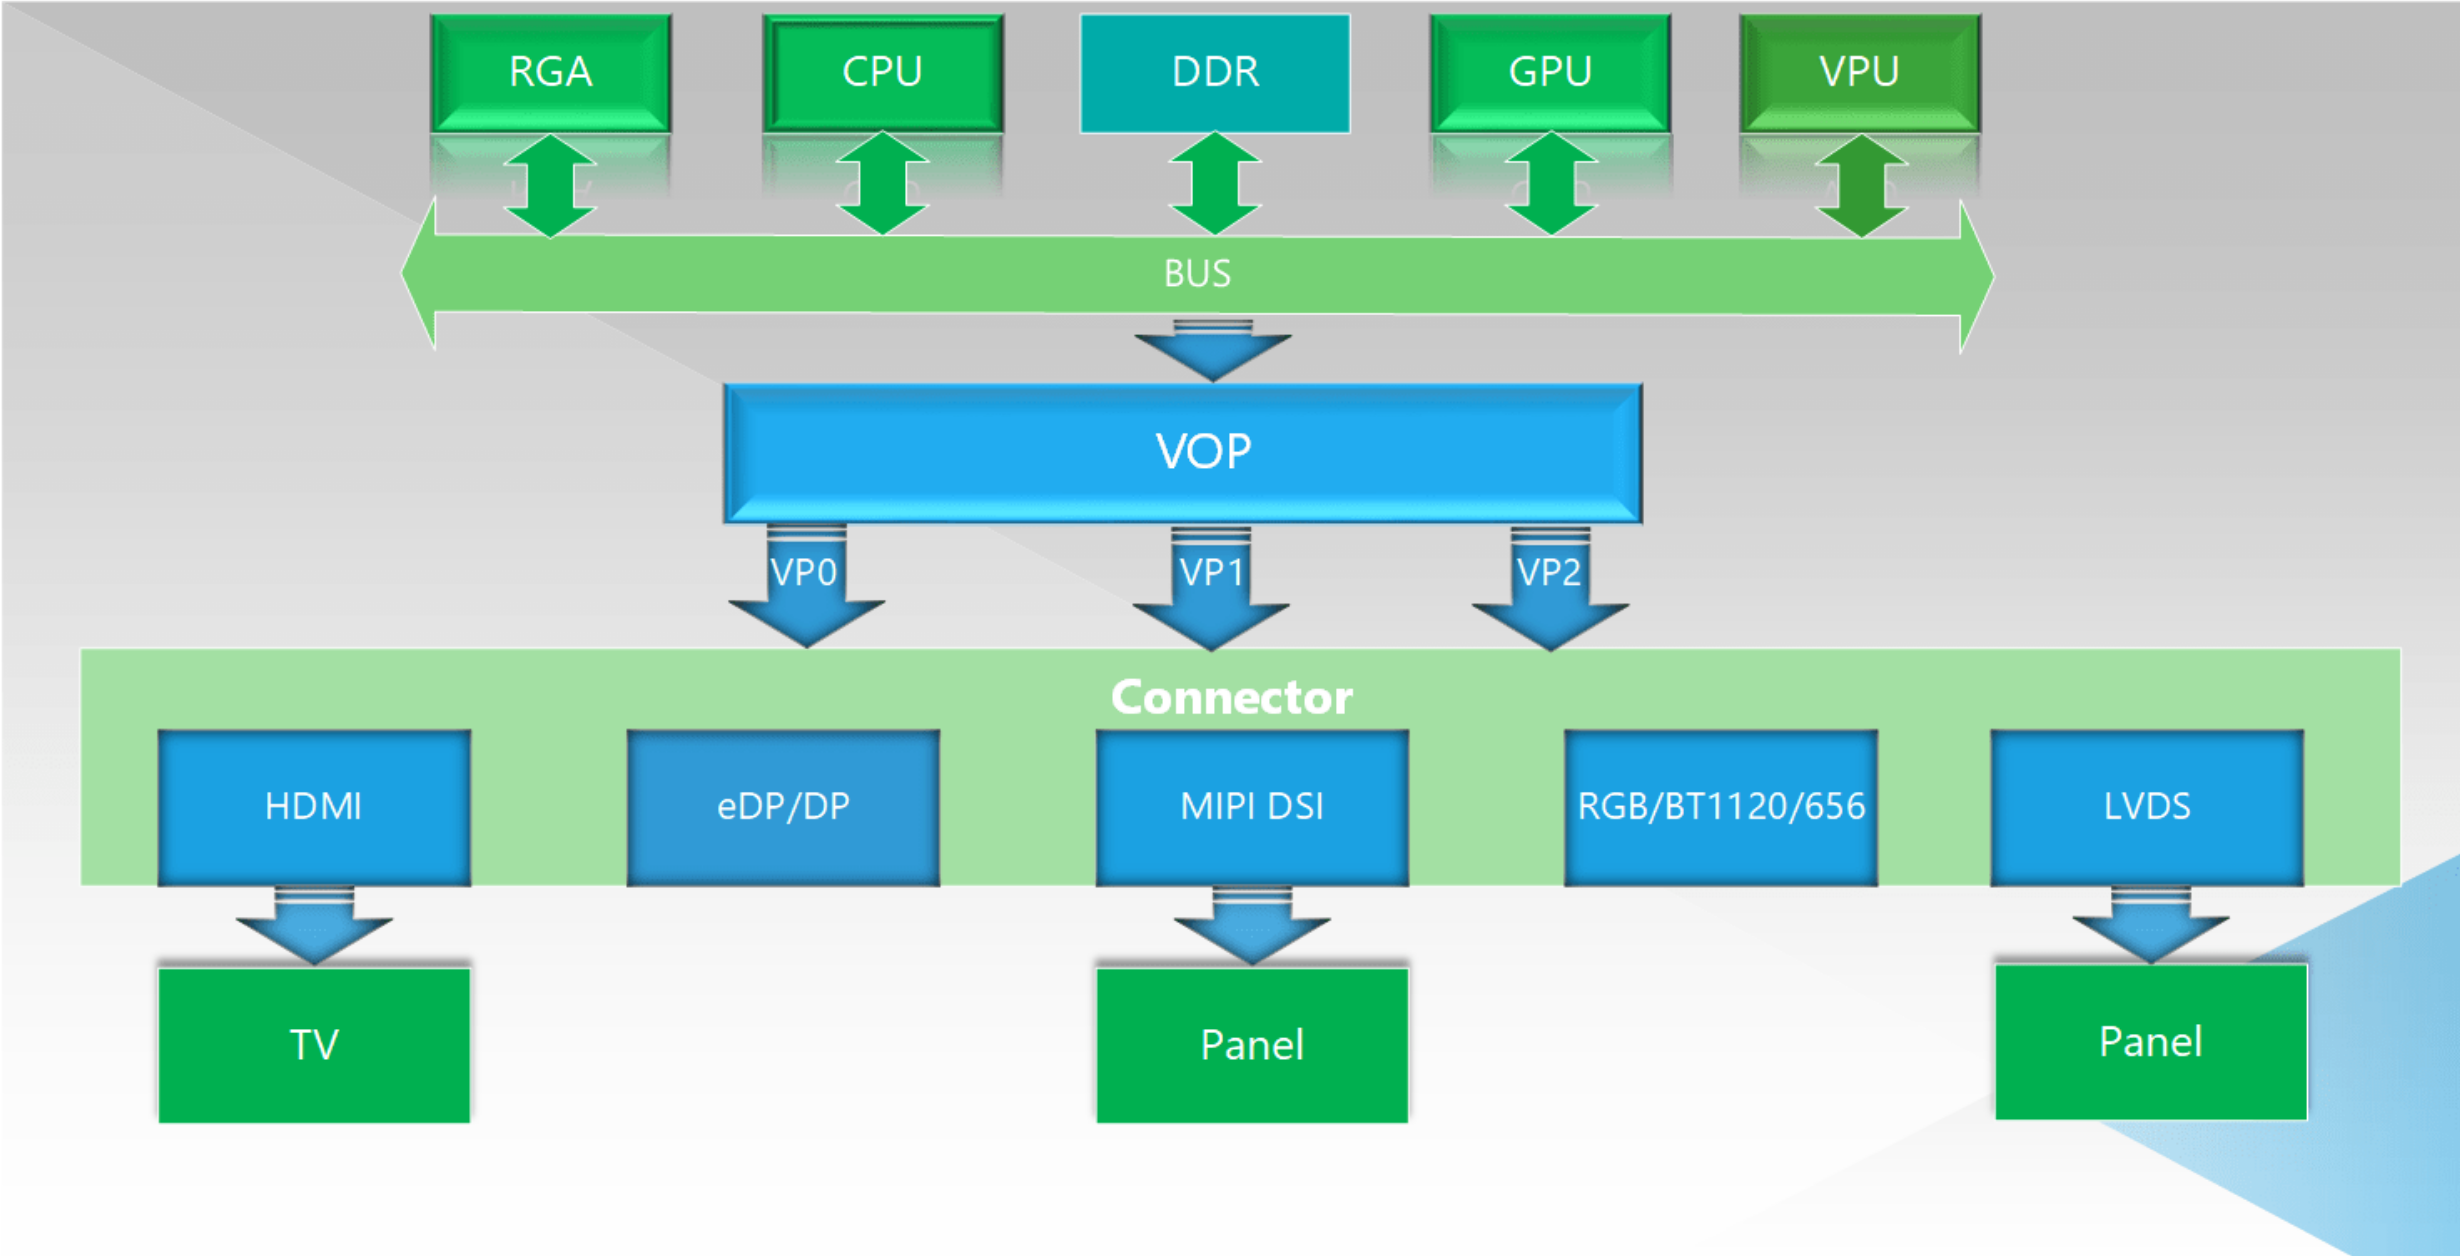 RGA
CPU
DDR
GPU
VPU
BUS
VOP
VP0
VP1
VP2
Connector
HDMI
eDP/DP
MIPI DSI
RGB/BT1120/656
LVDS
TV
Panel
Panel